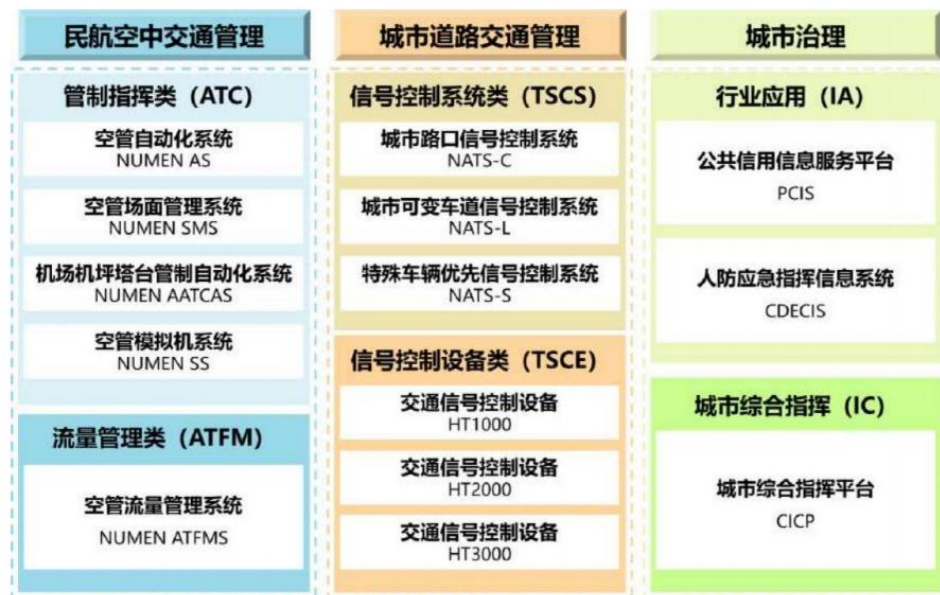 民航空中交通管理
管制指挥类（ATC）
空管自动化系统
NUMEN AS
空管场面管理系统
NUMEN SMS
机场机坪塔台管制自动化系统
NUMEN AATCAS
空管模拟机系统
NUMEN SS
流量管理类（ATFM）
空管流量管理系统
NUMEN ATFMS
城市道路交通管理
信号控制系统类（TSCS）
城市路口信号控制系统
NATS-C
城市可变车道信号控制系统
NATS-L
特殊车辆优先信号控制系统
NATS-S
信号控制设备类（TSCE）
交通信号控制设备
HT1000
交通信号控制设备
HT2000
交通信号控制设备
HT3000
城市治理
行业应用（IA）
公共信用信息服务平台
PCIS
人防应急指挥信息系统
CDECIS
城市综合指挥（IC）
城市综合指挥平台
CICP